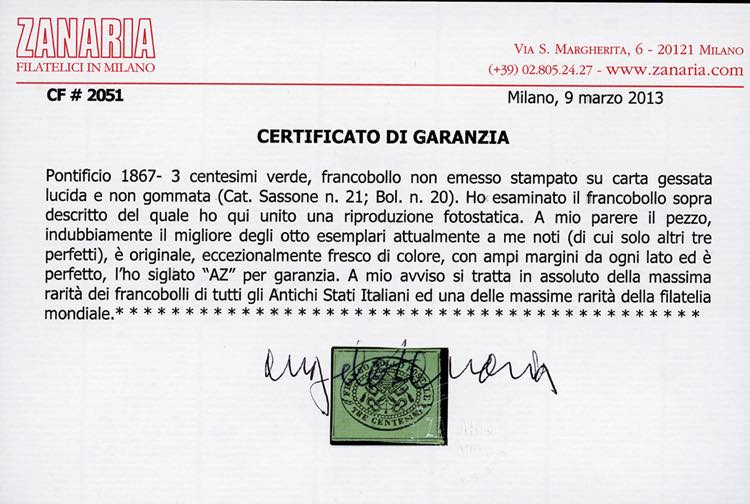 ZANARIA
FILATELICI IN MILANO
VIA S. MARGHERITA, 6 - 20121 MILANO
(+39) 02.805.24.27 - www.zanaria.com
CF # 2051
Milano, 9 marzo 2013
CERTIFICATO DI GARANZIA
Pontificio 1867- 3 centesimi verde, francobollo non emesso stampato su carta gessata
lucida e non gommata (Cat. Sassone n. 21; Bol. n. 20). Ho esaminato il francobollo sopra
descritto del quale ho qui unito una riproduzione fotostatica. A mio parere il pezzo,
indubbiamente il migliore degli otto esemplari attualmente a me noti (di cui solo altri tre
perfetti), è originale, eccezionalmente fresco di colore, con ampi margini da ogni lato ed è
perfetto, l'ho siglato "AZ" per garanzia. A mio avviso si tratta in assoluto della massima
rarità dei francobolli di tutti gli Antichi Stati Italiani ed una delle massime rarità della filatelia
mondiale.* * * * * * * * * * * * * * * * * * * * * * * * * * * * * * * * * * * * * * * * * *
FRANCO BOLLO POSTALE
TRE CENTESIMI